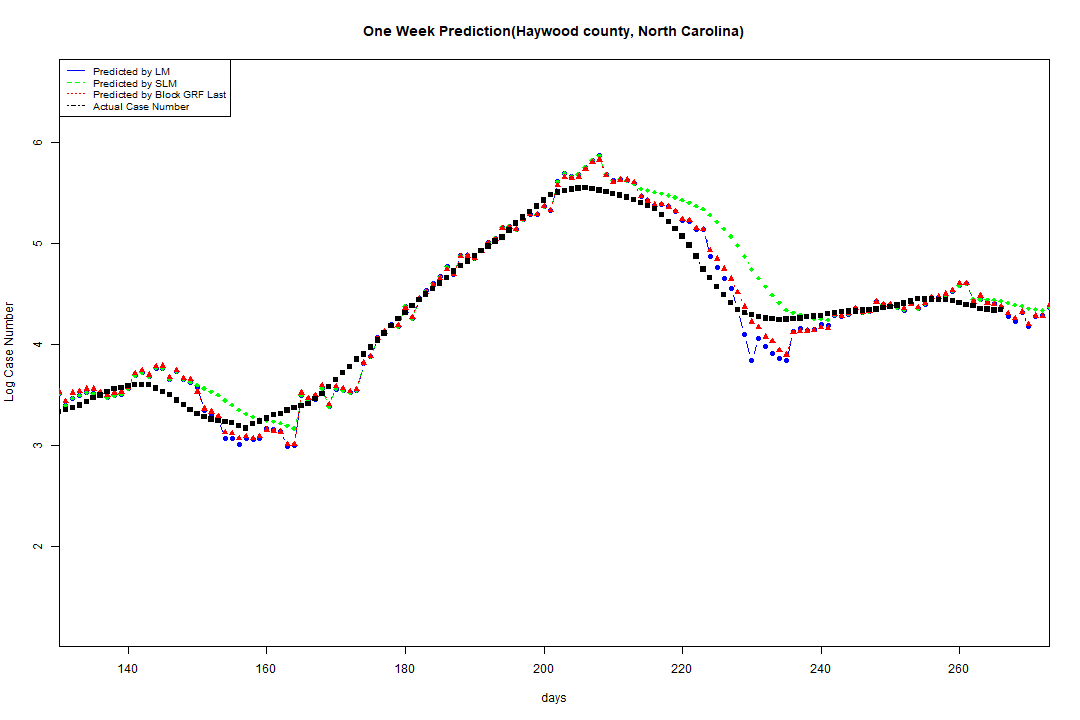 One Week Prediction(Haywood county, North Carolina)
Predicted by LM
Predicted by SLM
Predicted by Block GRF Last
Actual Case Number
6
5
4
3
2
Log Case Number
140 160 180 200 220 240 260
days